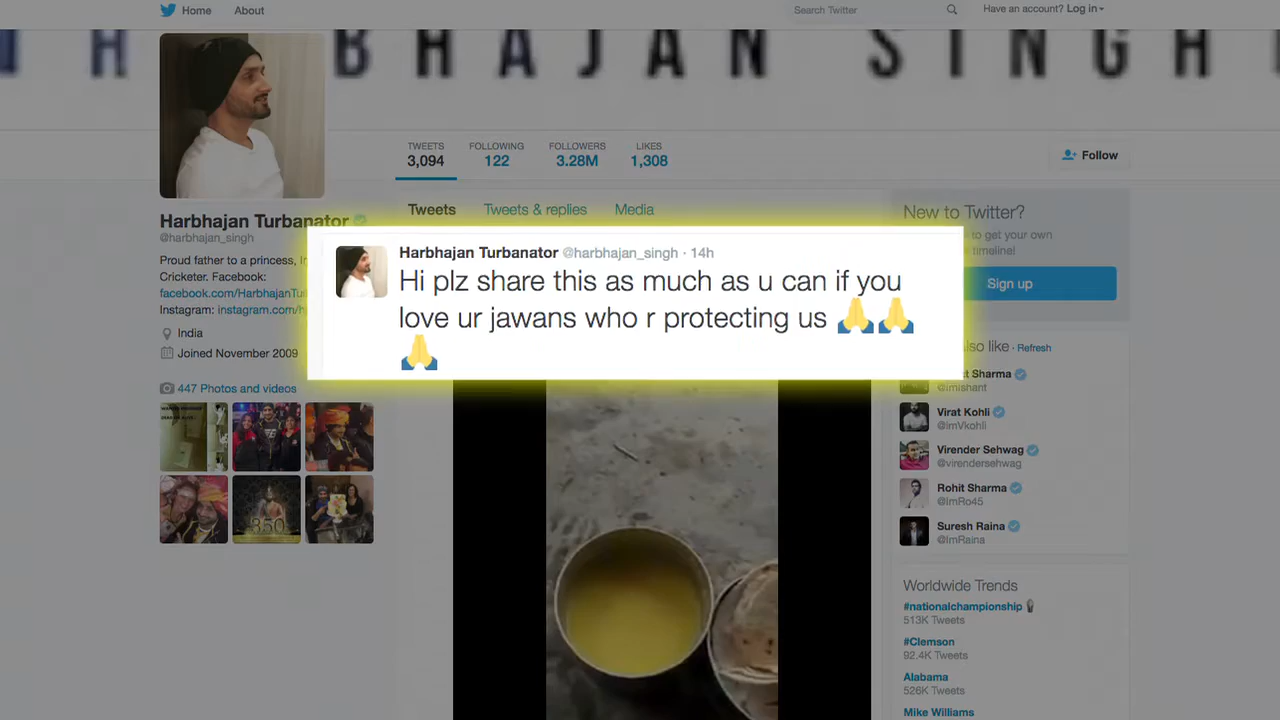 Home About Search Twitter Have an account? Log in
H BHAJAN SINGH
TWEETS FOLLOWING FOLLOWERS LIKES
3,094 122 3.28M 1,308
Follow
Harbhajan Turbanator
@harbhajan_singh
Proud father to a princess,
Cricketer. Facebook:
facebook.com/HarbhajanTur
Instagram: instagram.com/h
India
Joined November 2009
447 Photos and videos
Tweets Tweets & replies Media
Harbhajan Turbanator @harbhajan_singh · 14h
Hi plz share this as much as u can if you
love ur jawans who r protecting us 🙏🙏
🙏
New to Twitter?
to get your own
timeline!
Sign up
also like · Refresh
Sharma
@imishant
Virat Kohli
@imVkohli
Virender Sehwag
@virendersehwag
Rohit Sharma
@ImRo45
Suresh Raina
@ImRaina
Worldwide Trends
#nationalchampionship
513K Tweets
#Clemson
92.4K Tweets
Alabama
526K Tweets
Mike Williams